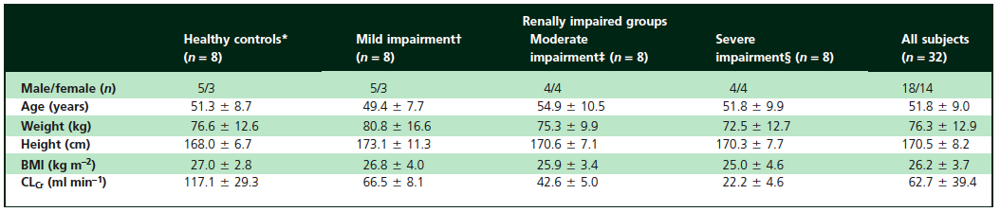 Renally impaired groups
Healthy controls* Mild impairment† Moderate Severe All subjects
(n = 8) (n = 8) impairment‡ (n = 8) impairment§ (n = 8) (n = 32)
Male/female (n) 5/3 5/3 4/4 4/4 18/14
Age (years) 51.3 ± 8.7 49.4 ± 7.7 54.9 ± 10.5 51.8 ± 9.9 51.8 ± 9.0
Weight (kg) 76.6 ± 12.6 80.8 ± 16.6 75.3 ± 9.9 72.5 ± 12.7 76.3 ± 12.9
Height (cm) 168.0 ± 6.7 173.1 ± 11.3 170.6 ± 7.1 170.3 ± 7.7 170.5 ± 8.2
BMI (kg m⁻²) 27.0 ± 2.8 26.8 ± 4.0 25.9 ± 3.4 25.0 ± 4.6 26.2 ± 3.7
CLCr (ml min⁻¹) 117.1 ± 29.3 66.5 ± 8.1 42.6 ± 5.0 22.2 ± 4.6 62.7 ± 39.4